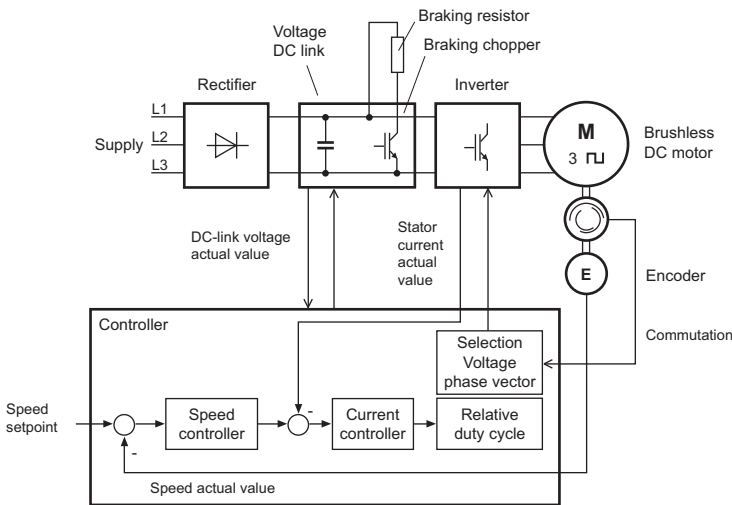 Braking resistor
Voltage
DC link
Braking chopper
Rectifier
Inverter
L1
L2
L3
Supply
M
3
Brushless
DC motor
DC-link voltage
actual value
Stator
current
actual
value
E
Encoder
Commutation
Controller
Selection
Voltage
phase vector
Speed
setpoint
-
Speed
controller
-
Current
controller
Relative
duty cycle
Speed actual value